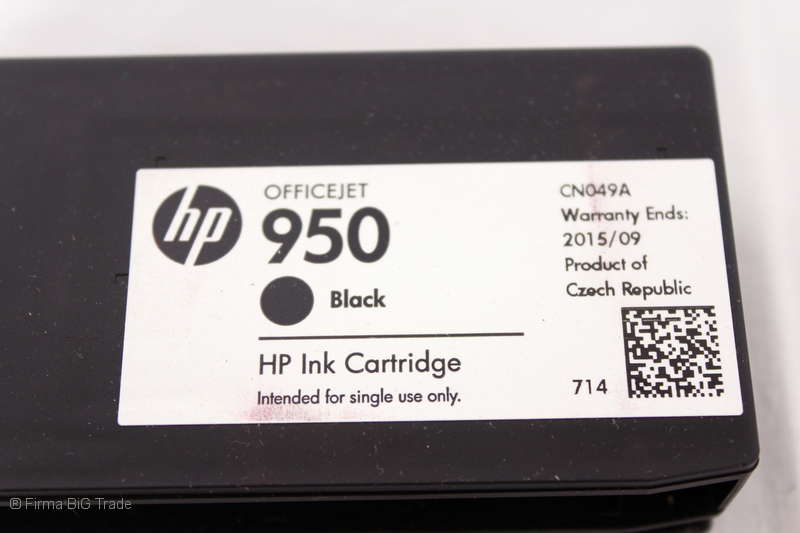 hp
OFFICEJET
950
Black
HP Ink Cartridge
Intended for single use only.
CN049A
Warranty Ends:
2015/09
Product of
Czech Republic
714
® Firma BiG Trade